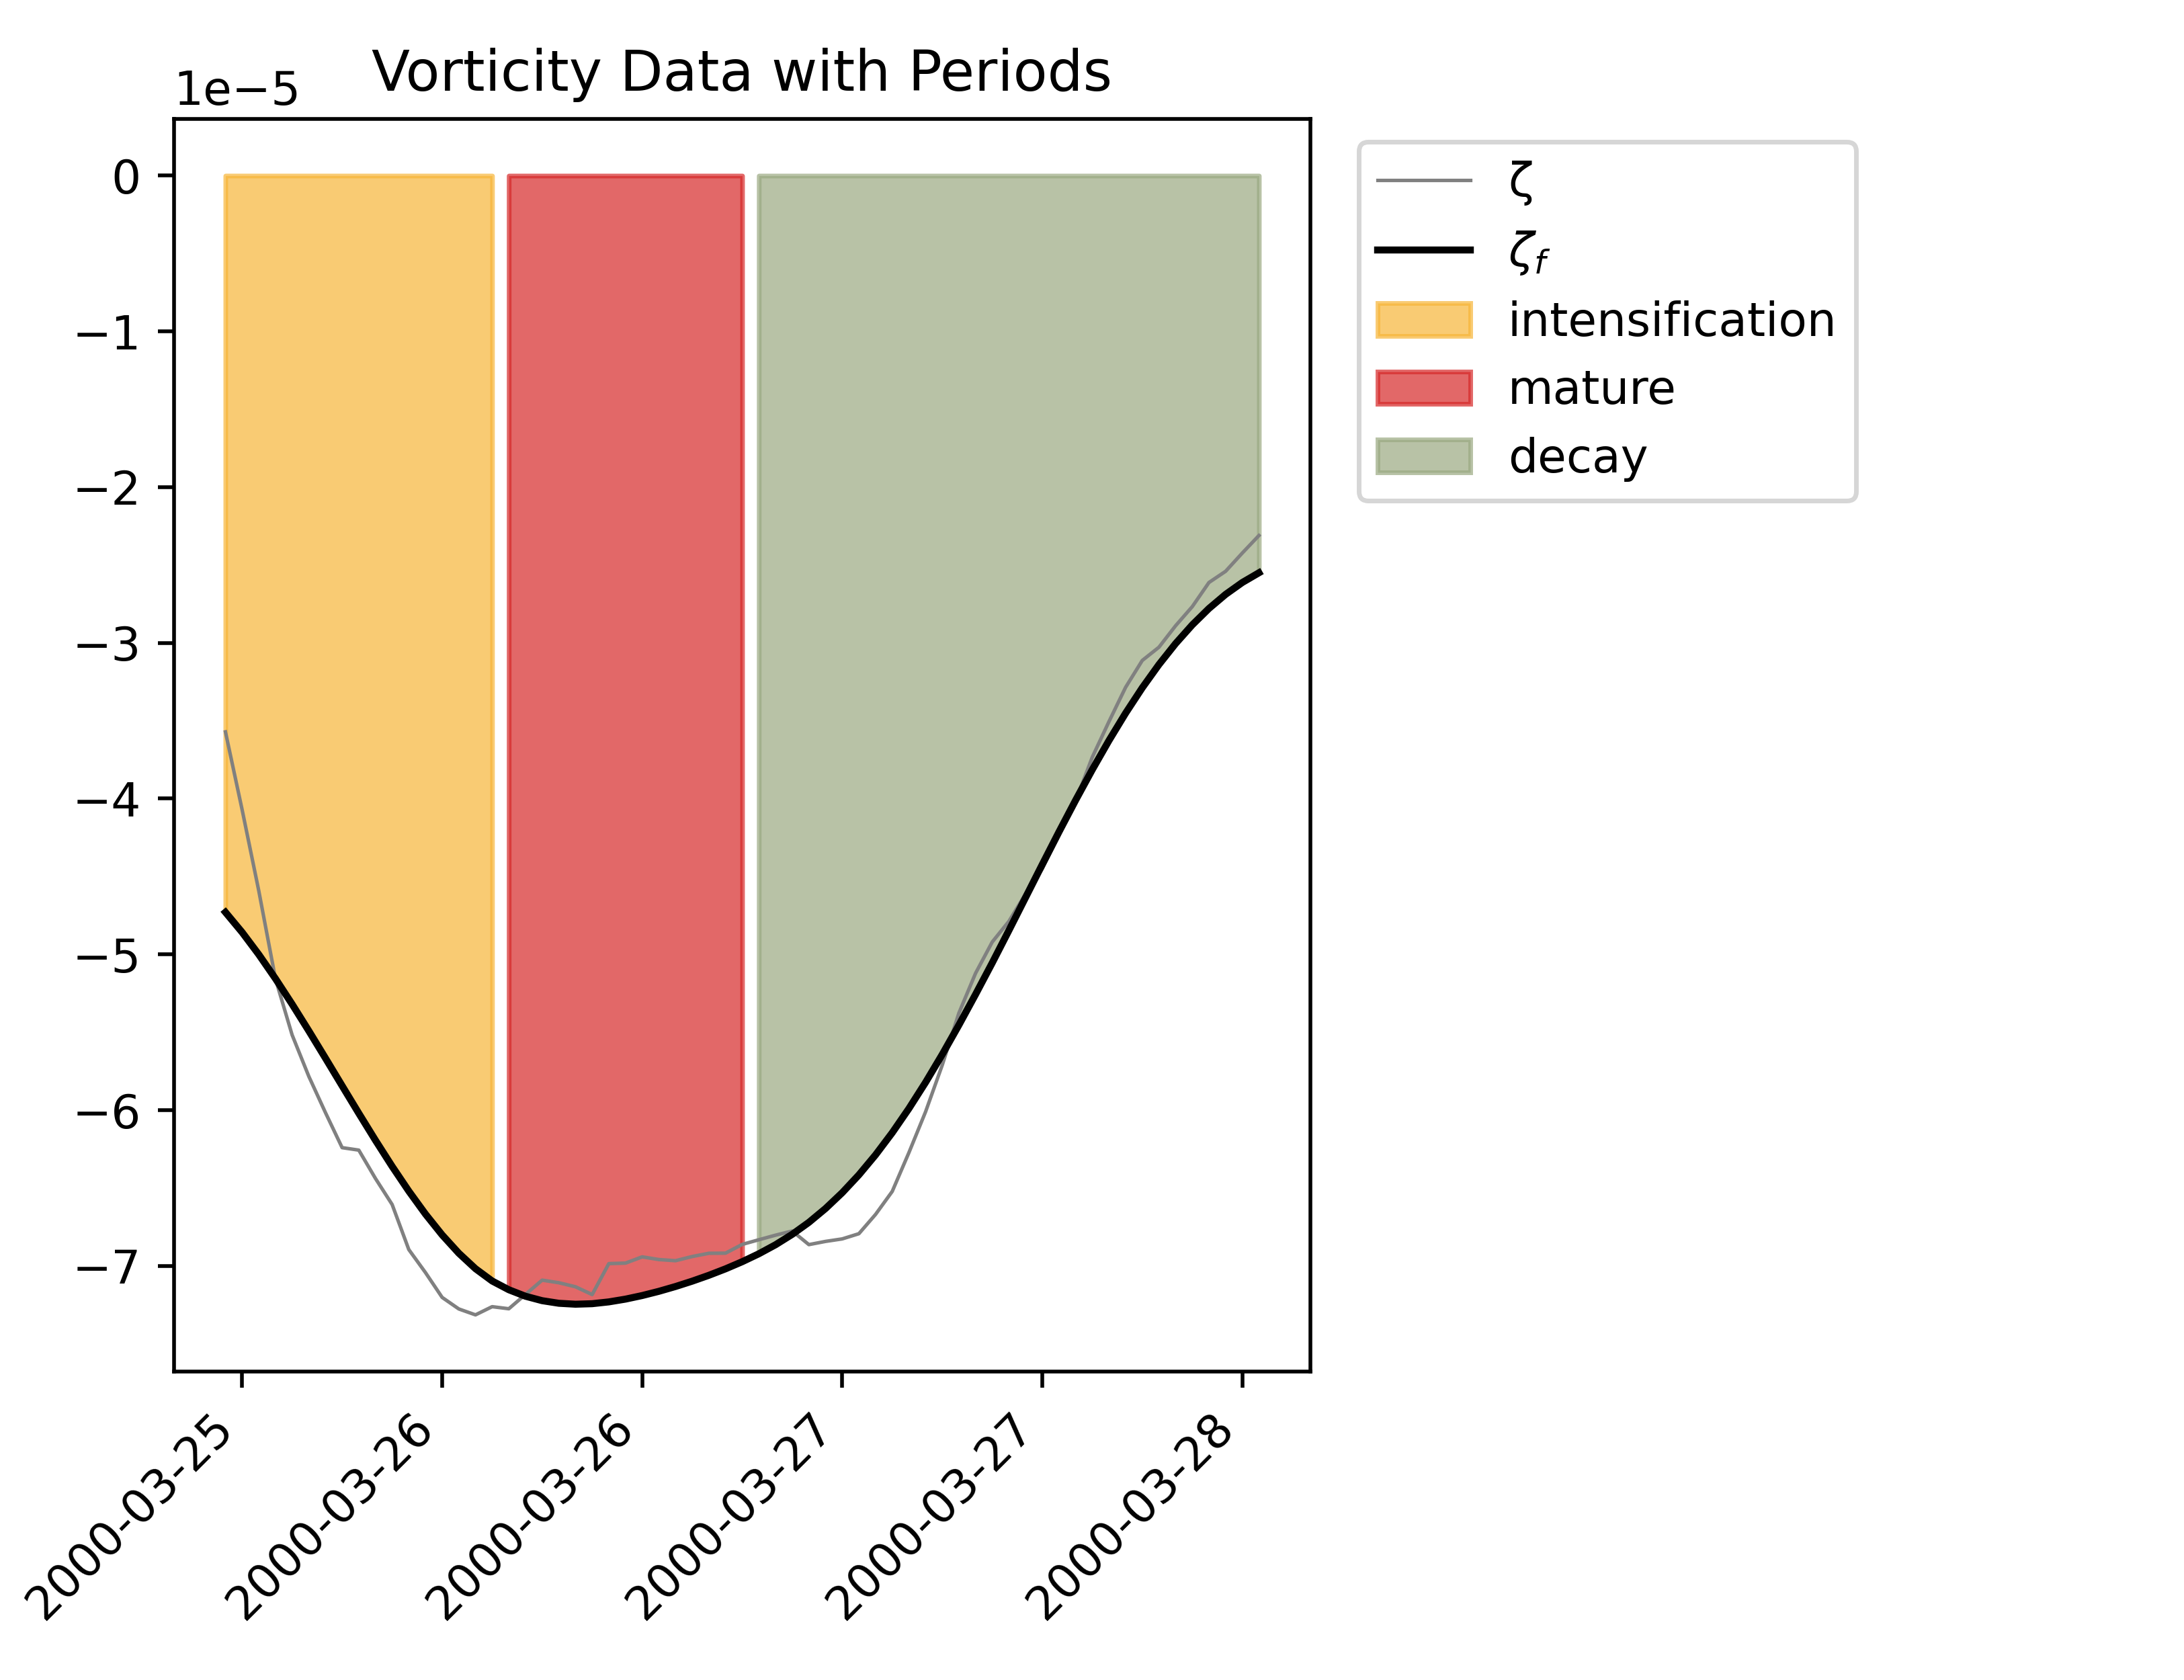 Vorticity Data with Periods
1e−5
0
−1
−2
−3
−4
−5
−6
−7
2000-03-25
2000-03-26
2000-03-26
2000-03-27
2000-03-27
2000-03-28
ζ
ζf
intensification
mature
decay